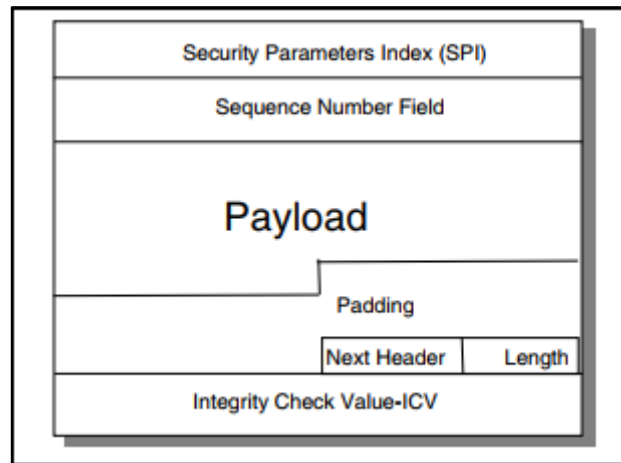 Security Parameters Index (SPI)
Sequence Number Field
Payload
Padding
Next Header
Length
Integrity Check Value-ICV